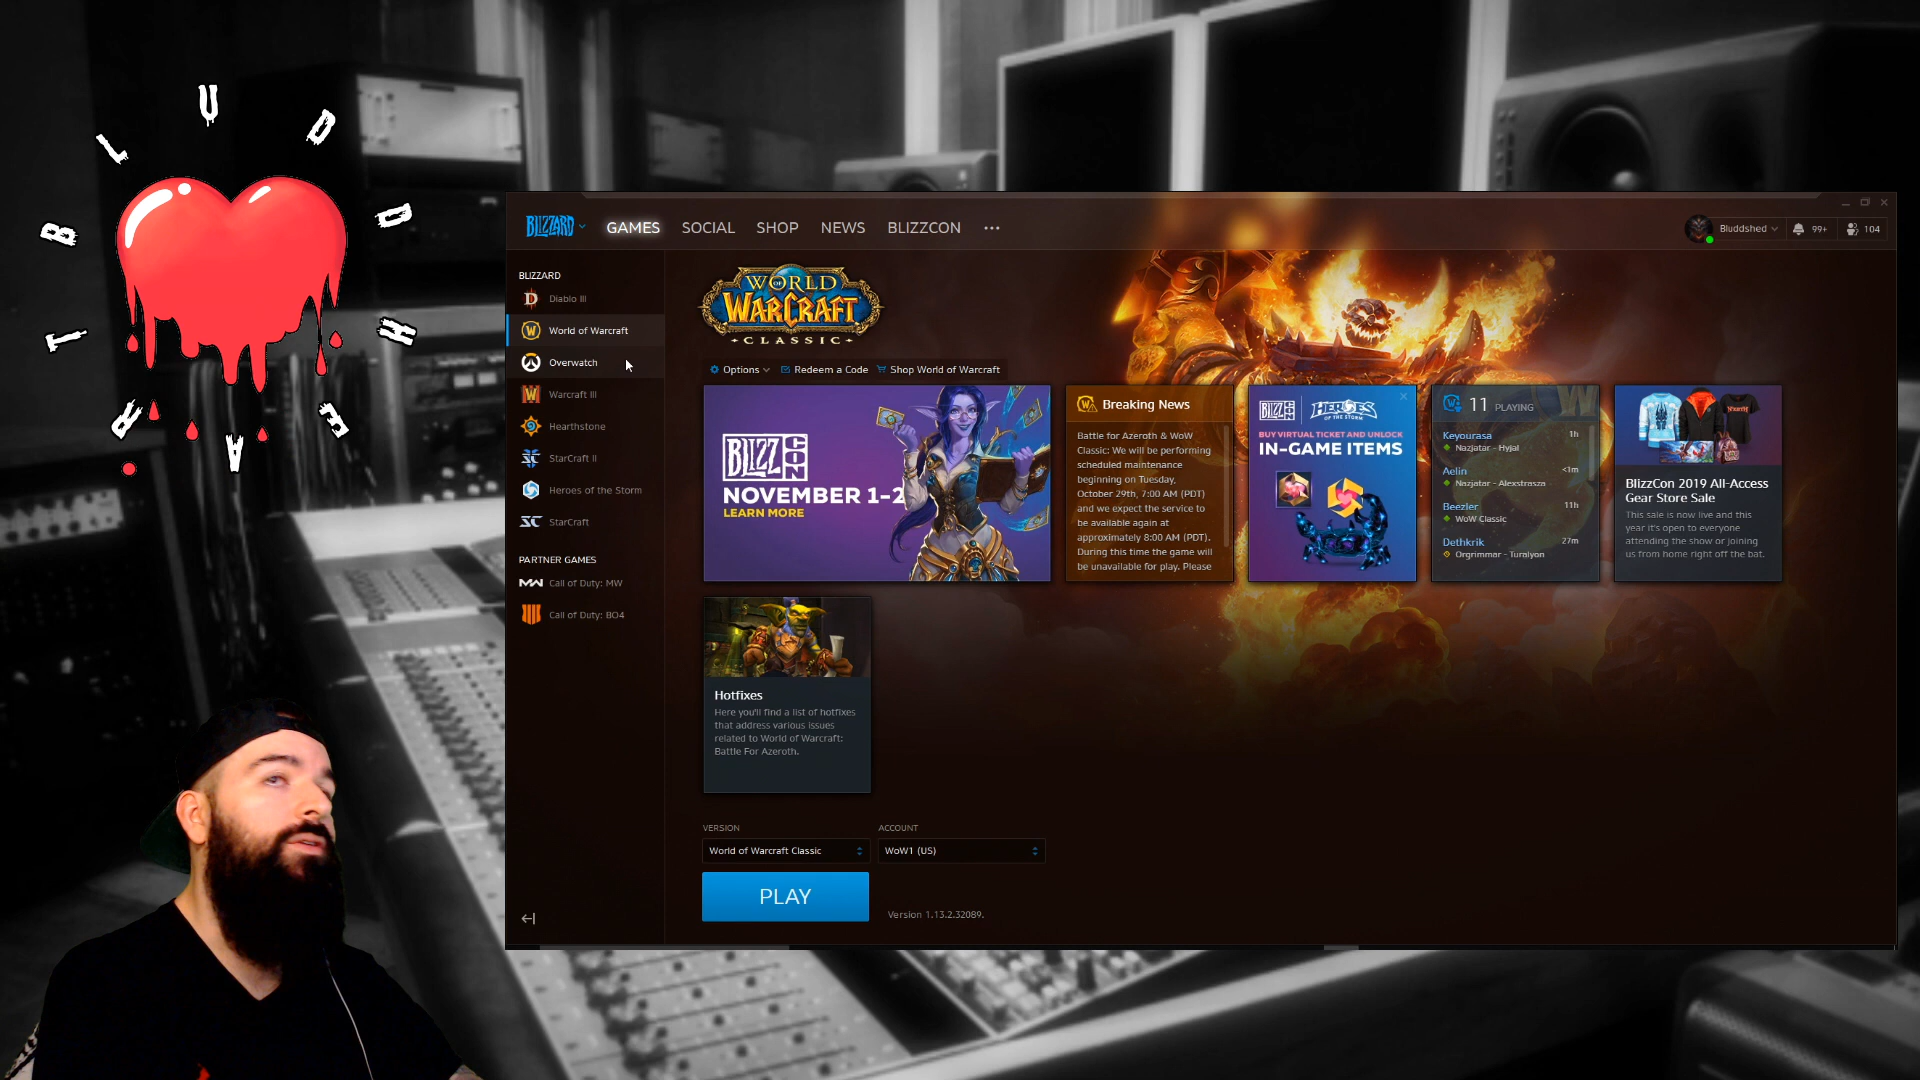 BLUDDHEART
BLIZZARD
GAMES SOCIAL SHOP NEWS BLIZZCON
Bluddshed 99+ 104
BLIZZARD
Diablo III
World of Warcraft
Overwatch
Warcraft III
Hearthstone
StarCraft II
Heroes of the Storm
StarCraft
PARTNER GAMES
Call of Duty: MW
Call of Duty: BO4
WORLD
OF
WARCRAFT
CLASSIC
Options Redeem a Code Shop World of Warcraft
BLIZZ
CON
NOVEMBER 1-2
LEARN MORE
Breaking News
Battle for Azeroth & WoW
Classic: We will be performing
scheduled maintenance
beginning on Tuesday,
October 29th, 7:00 AM (PDT)
and we expect the service to
be available again at
approximately 8:00 AM (PDT).
During this time the game will
be unavailable for play. Please
BLIZZ
CON
HEROES
OF THE STORM
BUY VIRTUAL TICKET AND UNLOCK
IN-GAME ITEMS
11 PLAYING
Keyourasa 1h
Nazjatar - Hyjal
Aelin <1m
Nazjatar - Alexstrasza
Beezler 11h
WoW Classic
Dethkrik 27m
Orgrimmar - Turalyon
BlizzCon 2019 All-Access
Gear Store Sale
This sale is now live and this
year it's open to everyone
attending the show or joining
us from home right off the bat.
Hotfixes
Here you'll find a list of hotfixes
that address various issues
related to World of Warcraft:
Battle For Azeroth.
VERSION ACCOUNT
World of Warcraft Classic WoW1 (US)
PLAY
Version 1.13.2.32089.